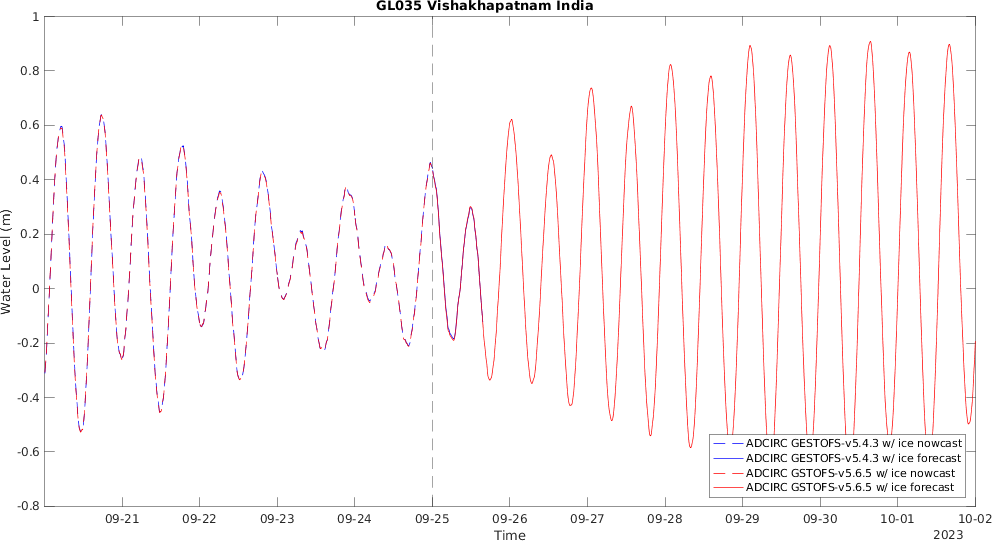 GL035 Vishakhapatnam India
1
0.8
0.6
0.4
0.2
0
-0.2
-0.4
-0.6
-0.8
Water Level (m)
09-21 09-22 09-23 09-24 09-25 09-26 09-27 09-28 09-29 09-30 10-01 10-02
Time
2023
ADCIRC GESTOFS-v5.4.3 w/ ice nowcast
ADCIRC GESTOFS-v5.4.3 w/ ice forecast
ADCIRC GSTOFS-v5.6.5 w/ ice nowcast
ADCIRC GSTOFS-v5.6.5 w/ ice forecast